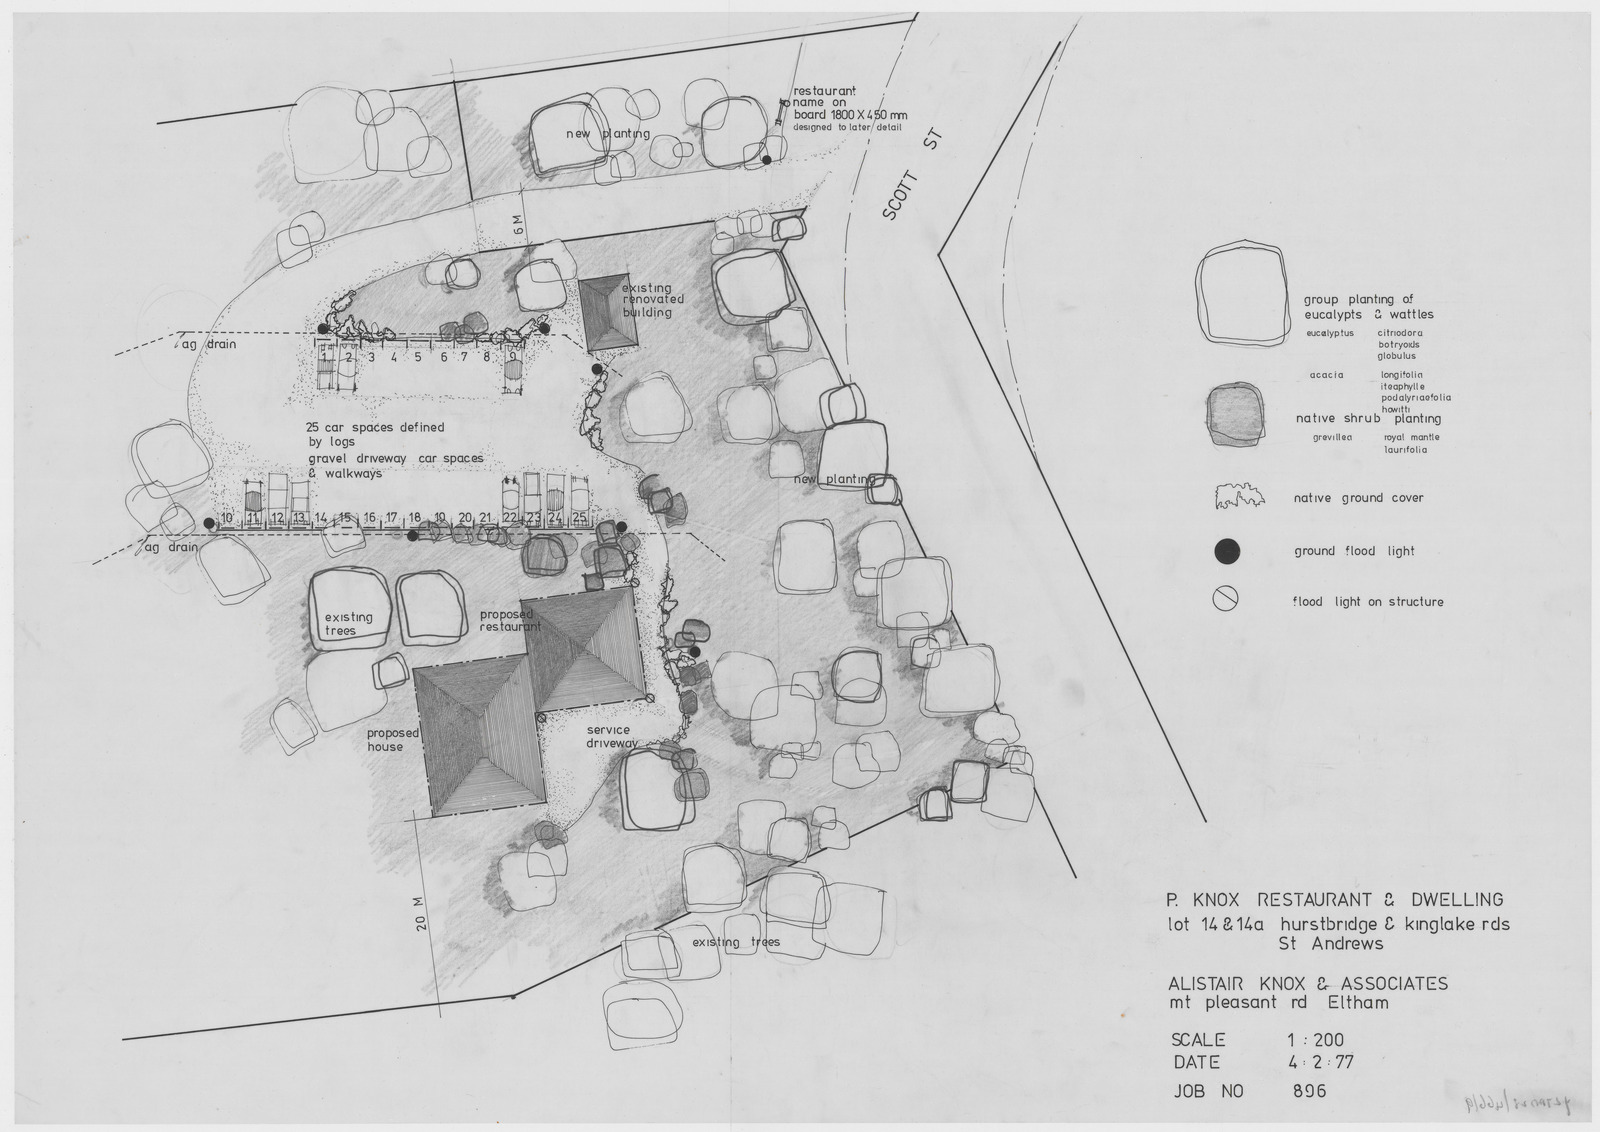 restaurant
name on
board 1800 X 450 mm
designed to later detail
new planting
SCOTT ST
6 M
existing
renovated
building
ag drain
1 2 3 4 5 6 7 8 9
25 car spaces defined
by logs
gravel driveway car spaces
& walkways
new planting
10 11 12 13 14 15 16 17 18 19 20 21 22 23 24 25
ag drain
existing
trees
proposed
restaurant
proposed
house
service
driveway
20 M
existing trees
group planting of
eucalypts & wattles
eucalyptus citriodora
botryoids
globulus
acacia longifolia
iteaphylle
podalyriaefolia
howitti
native shrub planting
grevillea royal mantle
laurifolia
native ground cover
ground flood light
flood light on structure
P. KNOX RESTAURANT & DWELLING
lot 14 & 14a hurstbridge & kinglake rds
St Andrews
ALISTAIR KNOX & ASSOCIATES
mt pleasant rd Eltham
SCALE 1 : 200
DATE 4 : 2 : 77
JOB NO 896